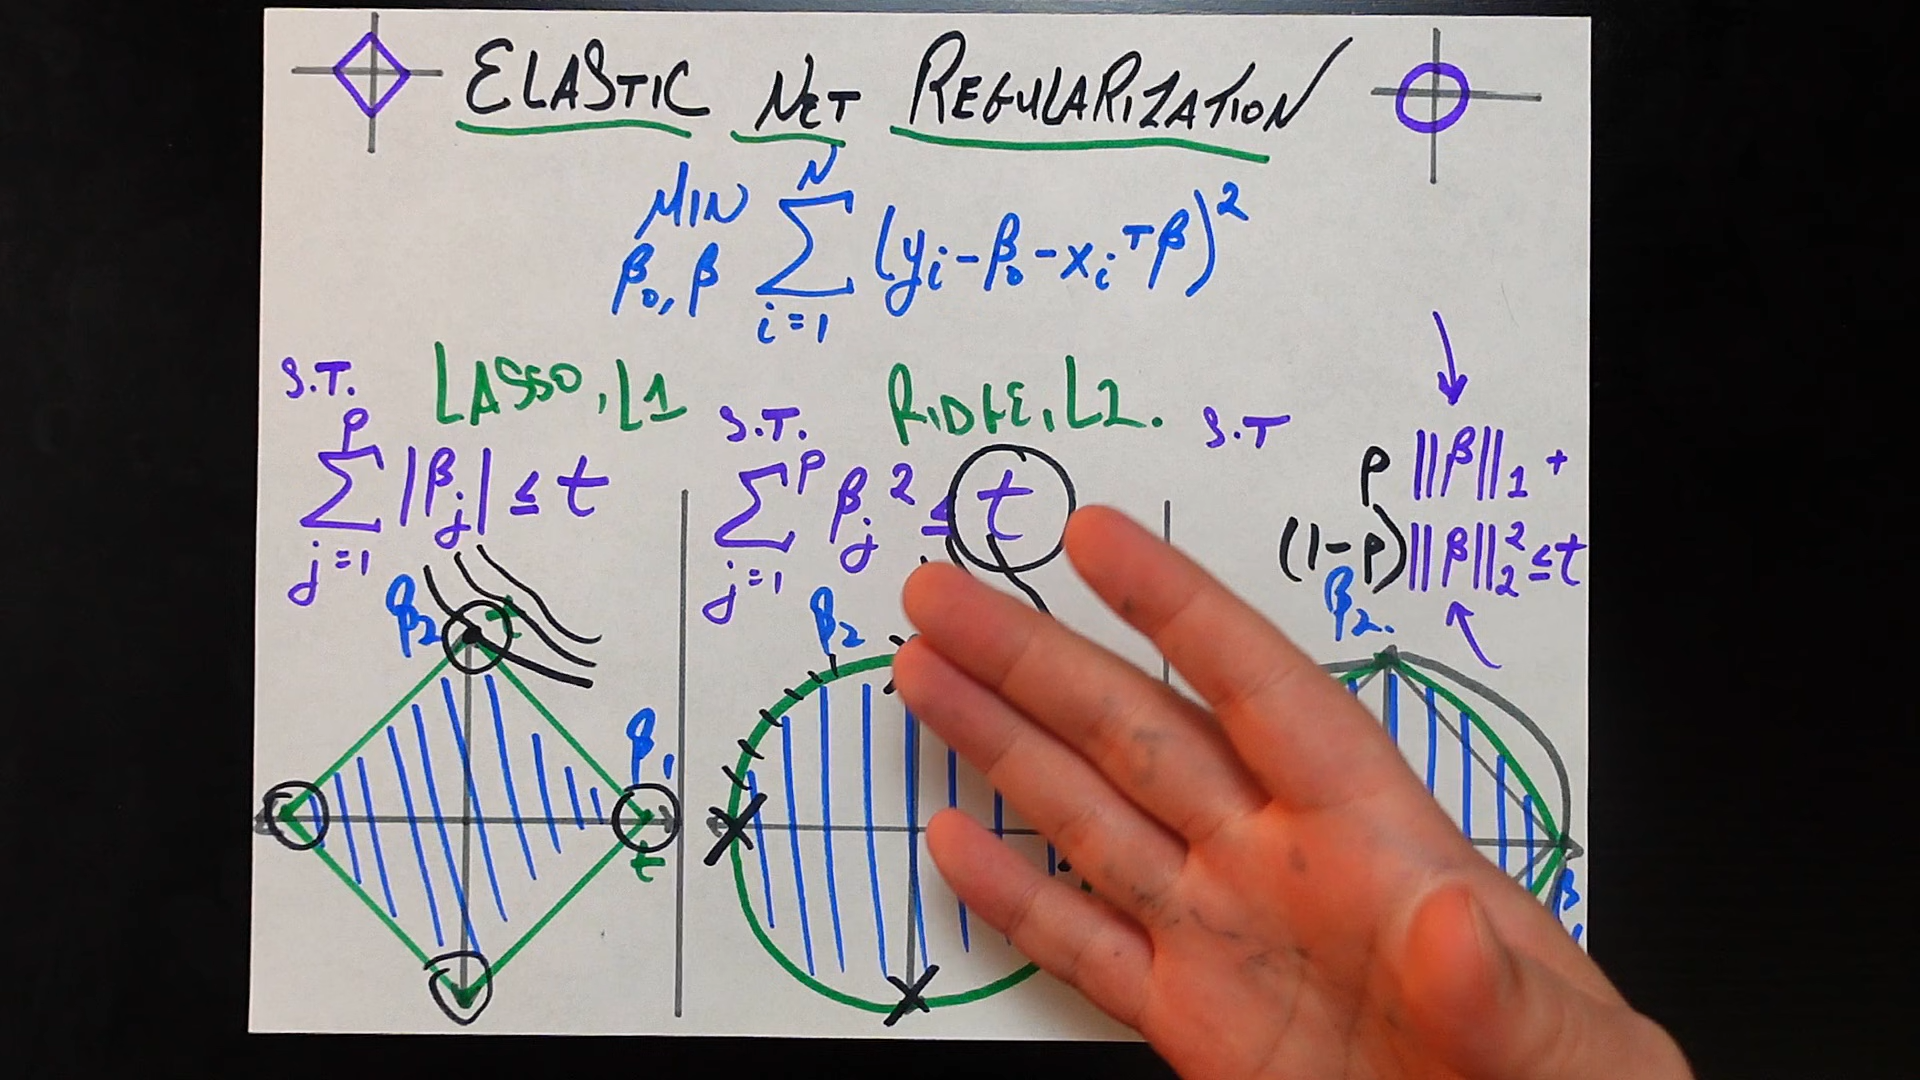 ELASTIC NET REGULARIZATION
MIN β₀, β N Σ i=1 (yi - β₀ - xiᵀβ)²
LASSO, L1
S.T.
p Σ j=1 |βj| ≤ t
RIDGE, L2.
S.T.
p Σ j=1 βj² ≤ t
S.T
ρ ||β||₁ +
(1-ρ) ||β||₂² ≤ t
β₂
t
β₁
t
β₂
β₂.
β₁